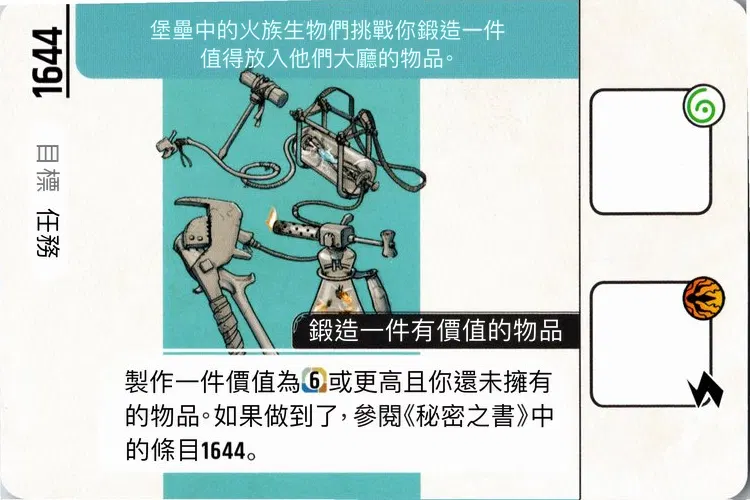 1644
目標 任務
堡壘中的火族生物們挑戰你鍛造一件
值得放入他們大廳的物品。
鍛造一件有價值的物品
製作一件價值為6或更高且你還未擁有
的物品。如果做到了，參閱《秘密之書》中
的條目1644。